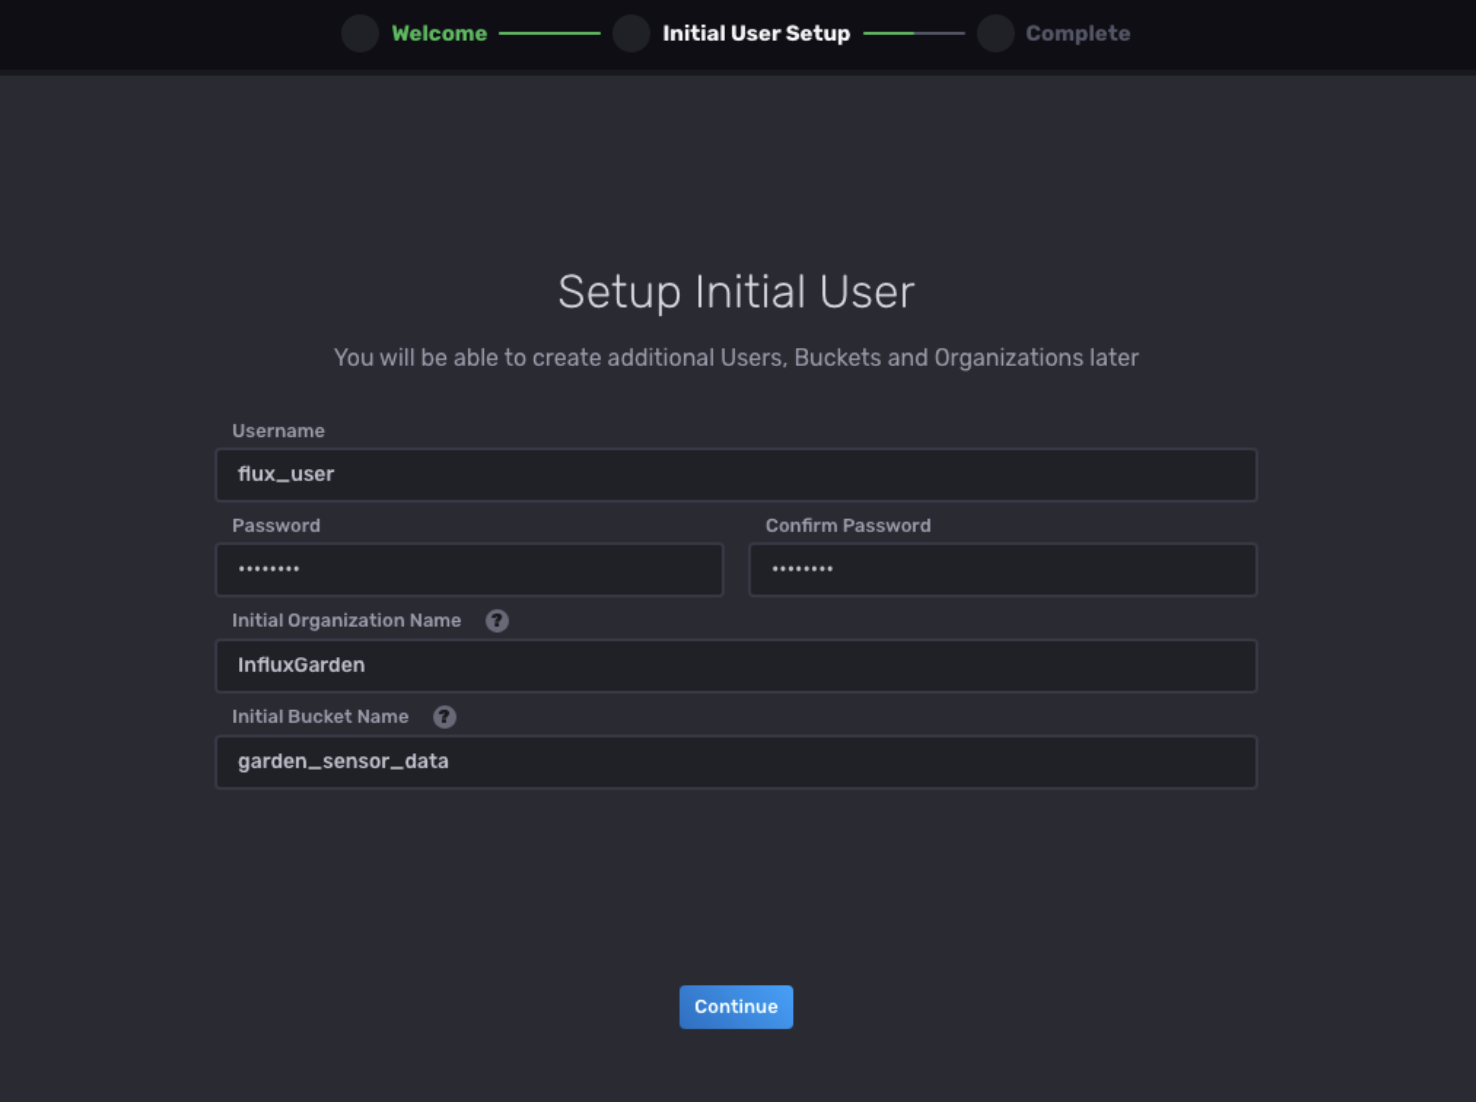 Welcome
Initial User Setup
Complete
Setup Initial User
You will be able to create additional Users, Buckets and Organizations later
Username
flux_user
Password
Confirm Password
••••••••
••••••••
Initial Organization Name ?
InfluxGarden
Initial Bucket Name ?
garden_sensor_data
Continue